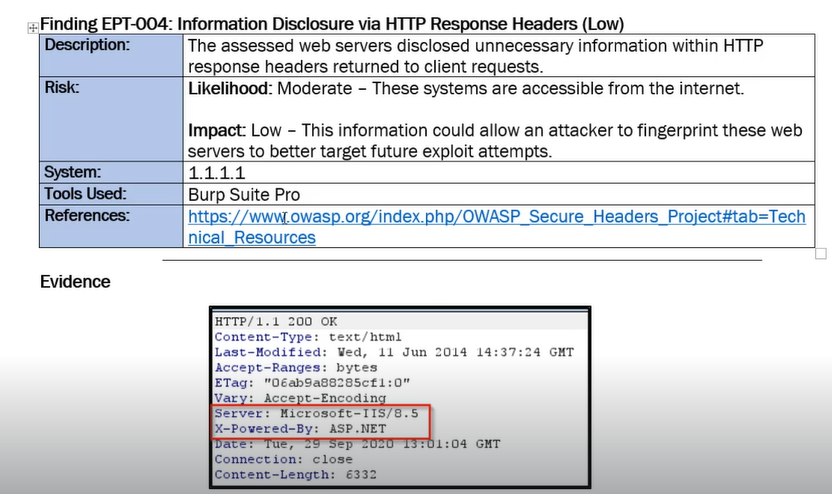 Finding EPT-004: Information Disclosure via HTTP Response Headers (Low)
Description:
The assessed web servers disclosed unnecessary information within HTTP
response headers returned to client requests.
Risk:
Likelihood: Moderate – These systems are accessible from the internet.
Impact: Low – This information could allow an attacker to fingerprint these web
servers to better target future exploit attempts.
System:
1.1.1.1
Tools Used:
Burp Suite Pro
References:
https://www.owasp.org/index.php/OWASP_Secure_Headers_Project#tab=Tech
nical_Resources
Evidence
HTTP/1.1 200 OK
Content-Type: text/html
Last-Modified: Wed, 11 Jun 2014 14:37:24 GMT
Accept-Ranges: bytes
ETag: "06ab9a88285cf1:0"
Vary: Accept-Encoding
Server: Microsoft-IIS/8.5
X-Powered-By: ASP.NET
Date: Tue, 29 Sep 2020 13:01:04 GMT
Connection: close
Content-Length: 6332